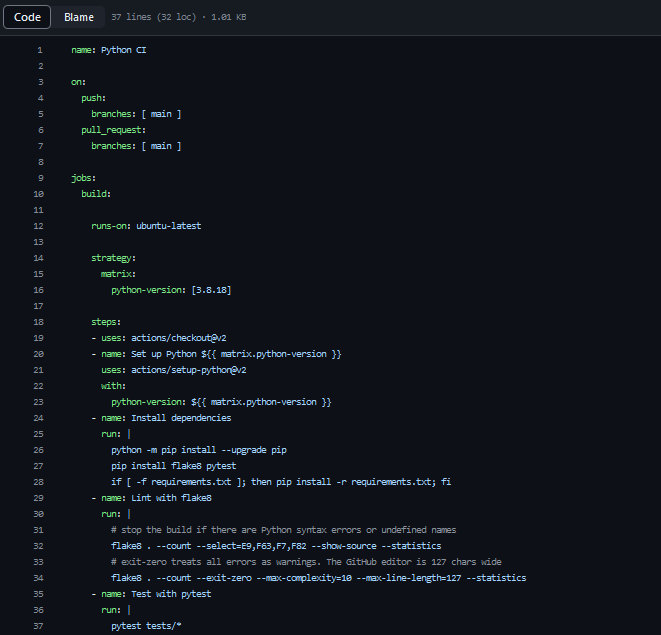 Code Blame 37 lines (32 loc) · 1.01 KB
1 name: Python CI
2
3 on:
4   push:
5     branches: [ main ]
6   pull_request:
7     branches: [ main ]
8
9 jobs:
10   build:
11
12     runs-on: ubuntu-latest
13
14     strategy:
15       matrix:
16         python-version: [3.8.18]
17
18     steps:
19     - uses: actions/checkout@v2
20     - name: Set up Python ${{ matrix.python-version }}
21       uses: actions/setup-python@v2
22       with:
23         python-version: ${{ matrix.python-version }}
24     - name: Install dependencies
25       run: |
26         python -m pip install --upgrade pip
27         pip install flake8 pytest
28         if [ -f requirements.txt ]; then pip install -r requirements.txt; fi
29     - name: Lint with flake8
30       run: |
31         # stop the build if there are Python syntax errors or undefined names
32         flake8 . --count --select=E9,F63,F7,F82 --show-source --statistics
33         # exit-zero treats all errors as warnings. The GitHub editor is 127 chars wide
34         flake8 . --count --exit-zero --max-complexity=10 --max-line-length=127 --statistics
35     - name: Test with pytest
36       run: |
37         pytest tests/*